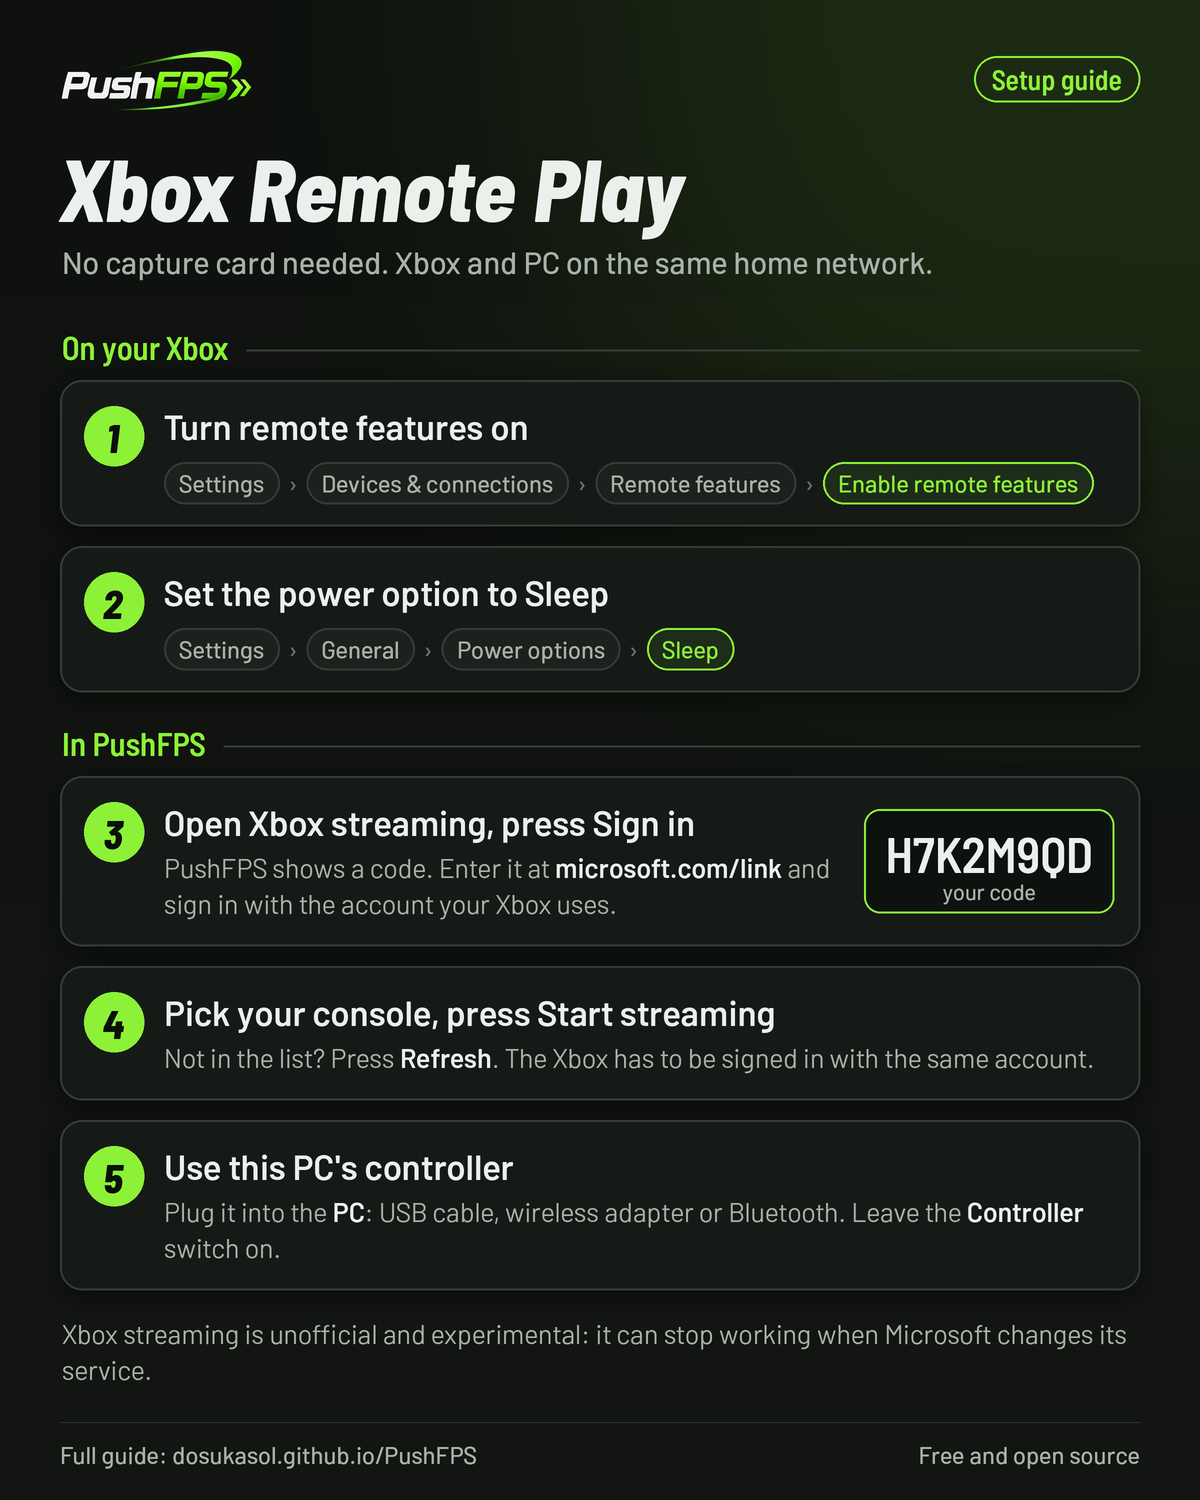 PushFPS»
Setup guide
Xbox Remote Play
No capture card needed. Xbox and PC on the same home network.
On your Xbox
1
Turn remote features on
Settings › Devices & connections › Remote features › Enable remote features
2
Set the power option to Sleep
Settings › General › Power options › Sleep
In PushFPS
3
Open Xbox streaming, press Sign in
PushFPS shows a code. Enter it at microsoft.com/link and
sign in with the account your Xbox uses.
H7K2M9QD
your code
4
Pick your console, press Start streaming
Not in the list? Press Refresh. The Xbox has to be signed in with the same account.
5
Use this PC's controller
Plug it into the PC: USB cable, wireless adapter or Bluetooth. Leave the Controller
switch on.
Xbox streaming is unofficial and experimental: it can stop working when Microsoft changes its
service.
Full guide: dosukasol.github.io/PushFPS
Free and open source